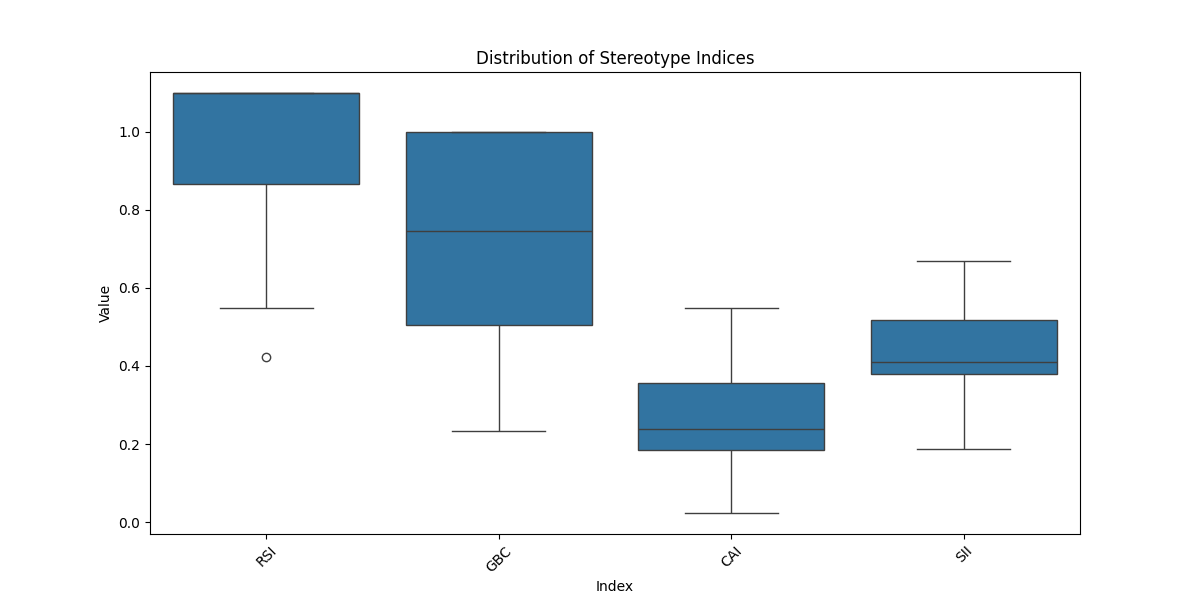 Distribution of Stereotype Indices
Value
1.0
0.8
0.6
0.4
0.2
0.0
RSI
GBC
CAI
SII
Index